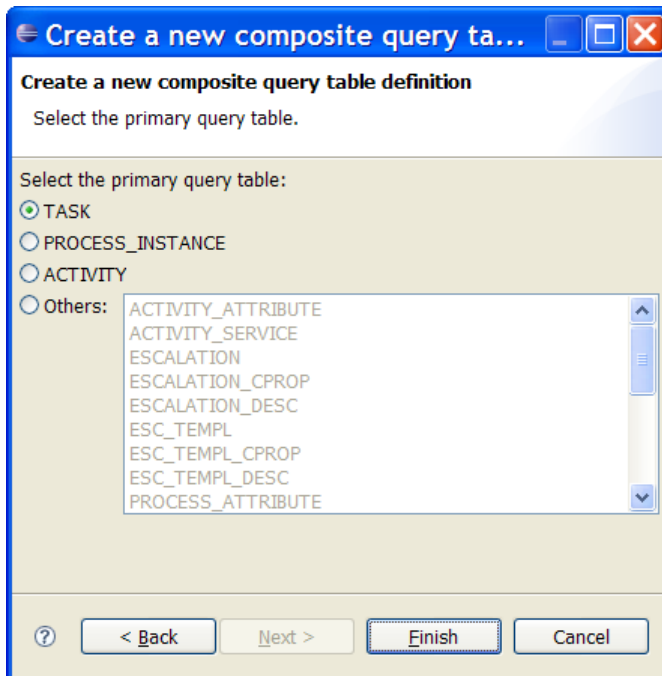 Create a new composite query ta...
Create a new composite query table definition
Select the primary query table.
Select the primary query table:
TASK
PROCESS_INSTANCE
ACTIVITY
Others:
ACTIVITY_ATTRIBUTE
ACTIVITY_SERVICE
ESCALATION
ESCALATION_CPROP
ESCALATION_DESC
ESC_TEMPL
ESC_TEMPL_CPROP
ESC_TEMPL_DESC
PROCESS_ATTRIBUTE
? < Back Next > Finish Cancel